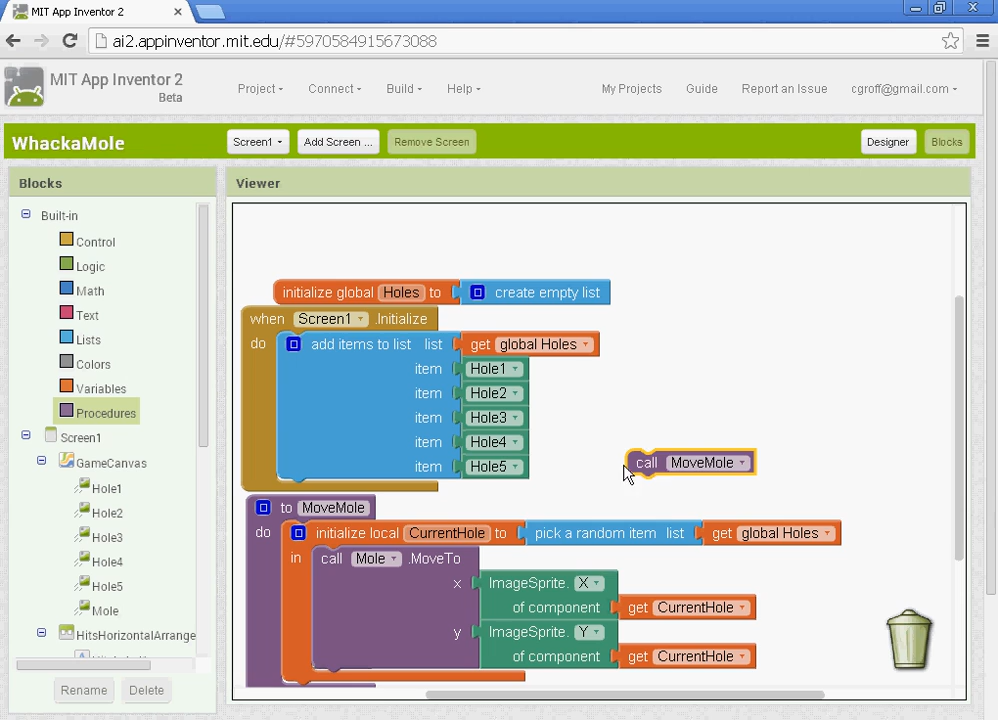 MIT App Inventor 2
ai2.appinventor.mit.edu/#5970584915673088
MIT App Inventor 2
Beta
Project Connect Build Help My Projects Guide Report an Issue cgroff@gmail.com
WhackaMole Screen1 Add Screen ... Remove Screen Designer Blocks
Blocks
Viewer
Built-in
Control
Logic
Math
Text
Lists
Colors
Variables
Procedures
Screen1
GameCanvas
Hole1
Hole2
Hole3
Hole4
Hole5
Mole
HitsHorizontalArrange
Rename Delete
initialize global Holes to create empty list
when Screen1 .Initialize
do add items to list list get global Holes
item Hole1
item Hole2
item Hole3
item Hole4
item Hole5
call MoveMole
to MoveMole
do initialize local CurrentHole to pick a random item list get global Holes
in call Mole .MoveTo
x ImageSprite. X
of component get CurrentHole
y ImageSprite. Y
of component get CurrentHole